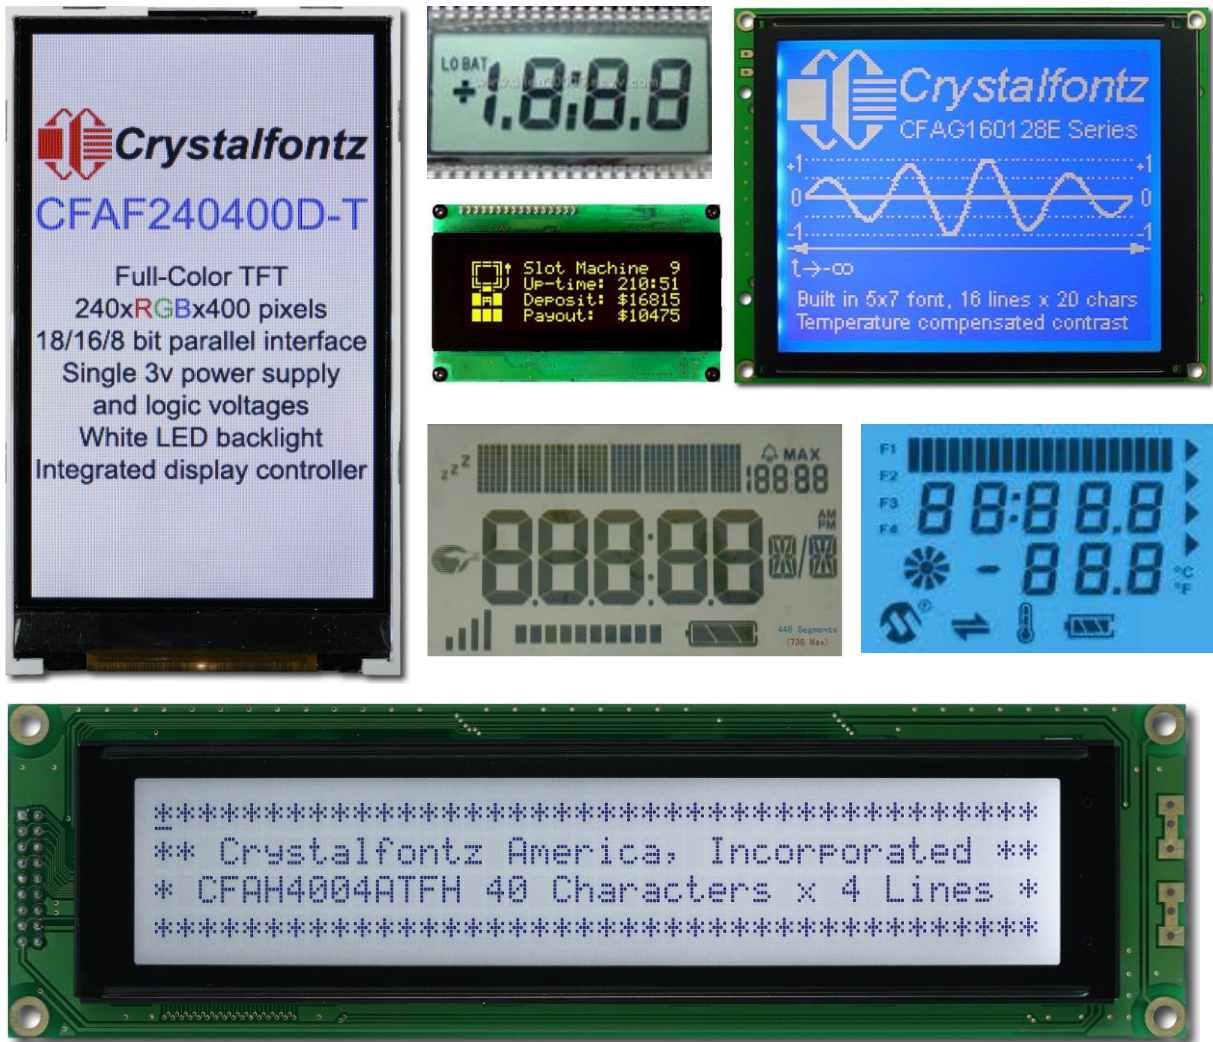 Crystalfontz
CFAF240400D-T
Full-Color TFT
240xRGBx400 pixels
18/16/8 bit parallel interface
Single 3v power supply
and logic voltages
White LED backlight
Integrated display controller
LO BAT
+1.8:8.8
Slot Machine 9
Up-time: 210:51
Deposit: $16815
Payout: $10475
Crystalfontz
CFAG160128E Series
+1 +1
0 0
-1 -1
t→-∞
Built in 5x7 font, 16 lines x 20 chars
Temperature compensated contrast
zzz MAX
188:88
AM
PM
88:8:88
448 Segments
(736 Max)
F1
F2
F3
F4
88:88.8
-88.8
°C
°F
****************************************
** Crystalfontz America, Incorporated **
* CFAH4004ATFH 40 Characters x 4 Lines *
****************************************